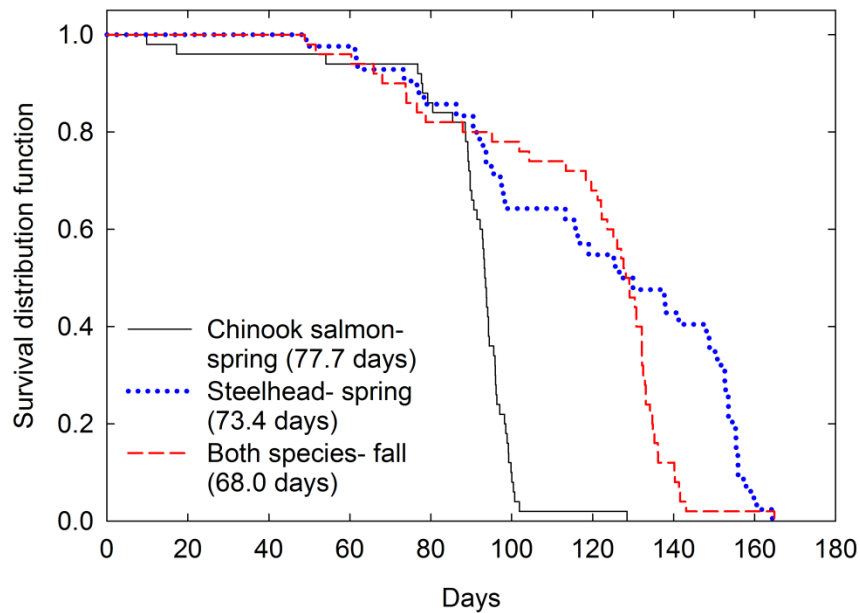 Survival distribution function
1.0
0.8
0.6
0.4
0.2
0.0
Chinook salmon-
spring (77.7 days)
Steelhead- spring
(73.4 days)
Both species- fall
(68.0 days)
0 20 40 60 80 100 120 140 160 180
Days